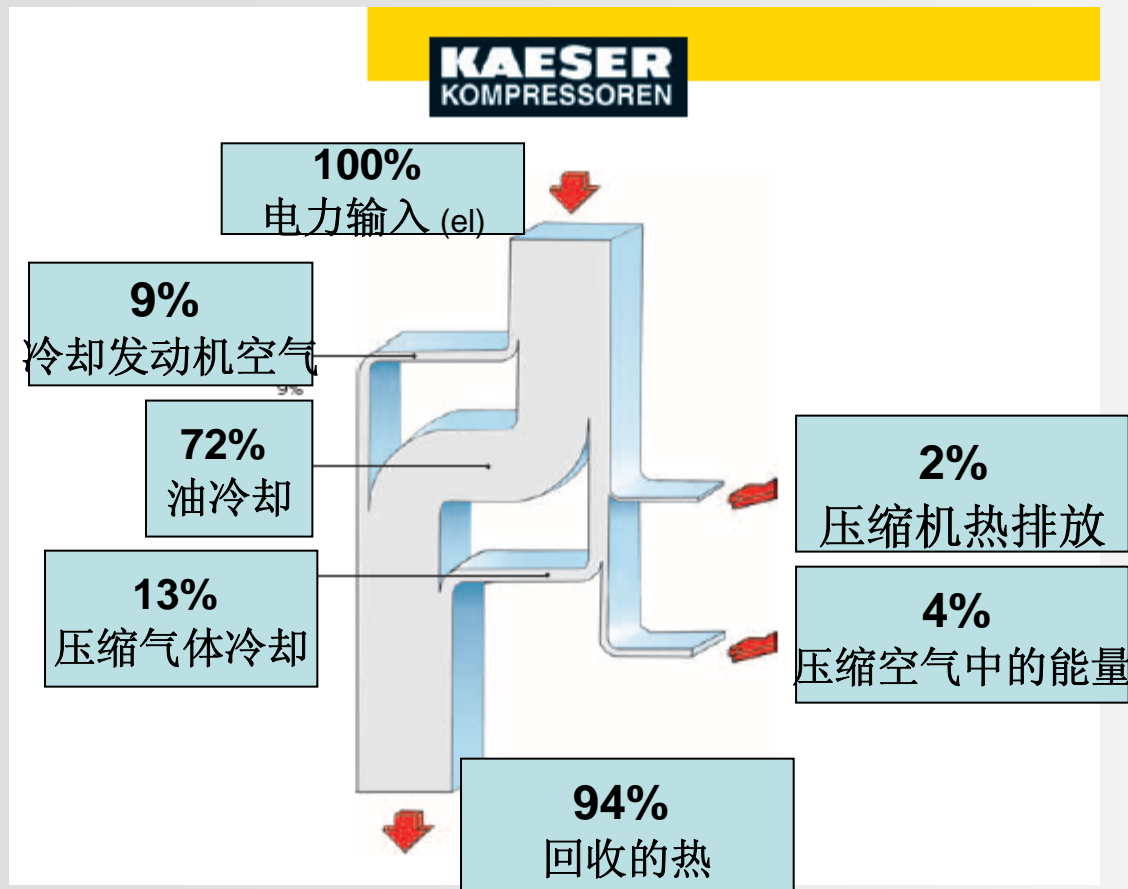 KAESER
KOMPRESSOREN
100%
电力输入 (el)
9%
冷却发动机空气
9%
72%
油冷却
13%
压缩气体冷却
2%
压缩机热排放
4%
压缩空气中的能量
94%
回收的热